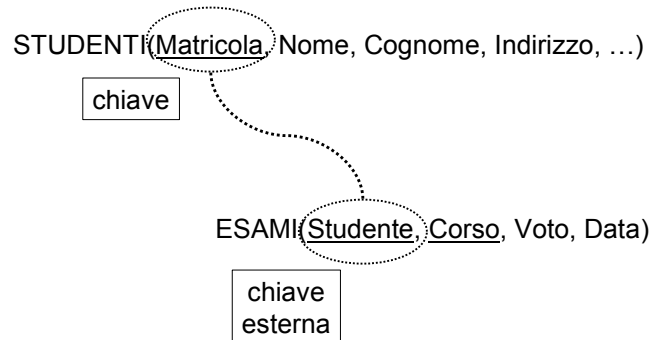 STUDENTI(Matricola, Nome, Cognome, Indirizzo, …)
chiave
ESAMI(Studente, Corso, Voto, Data)
chiave
esterna